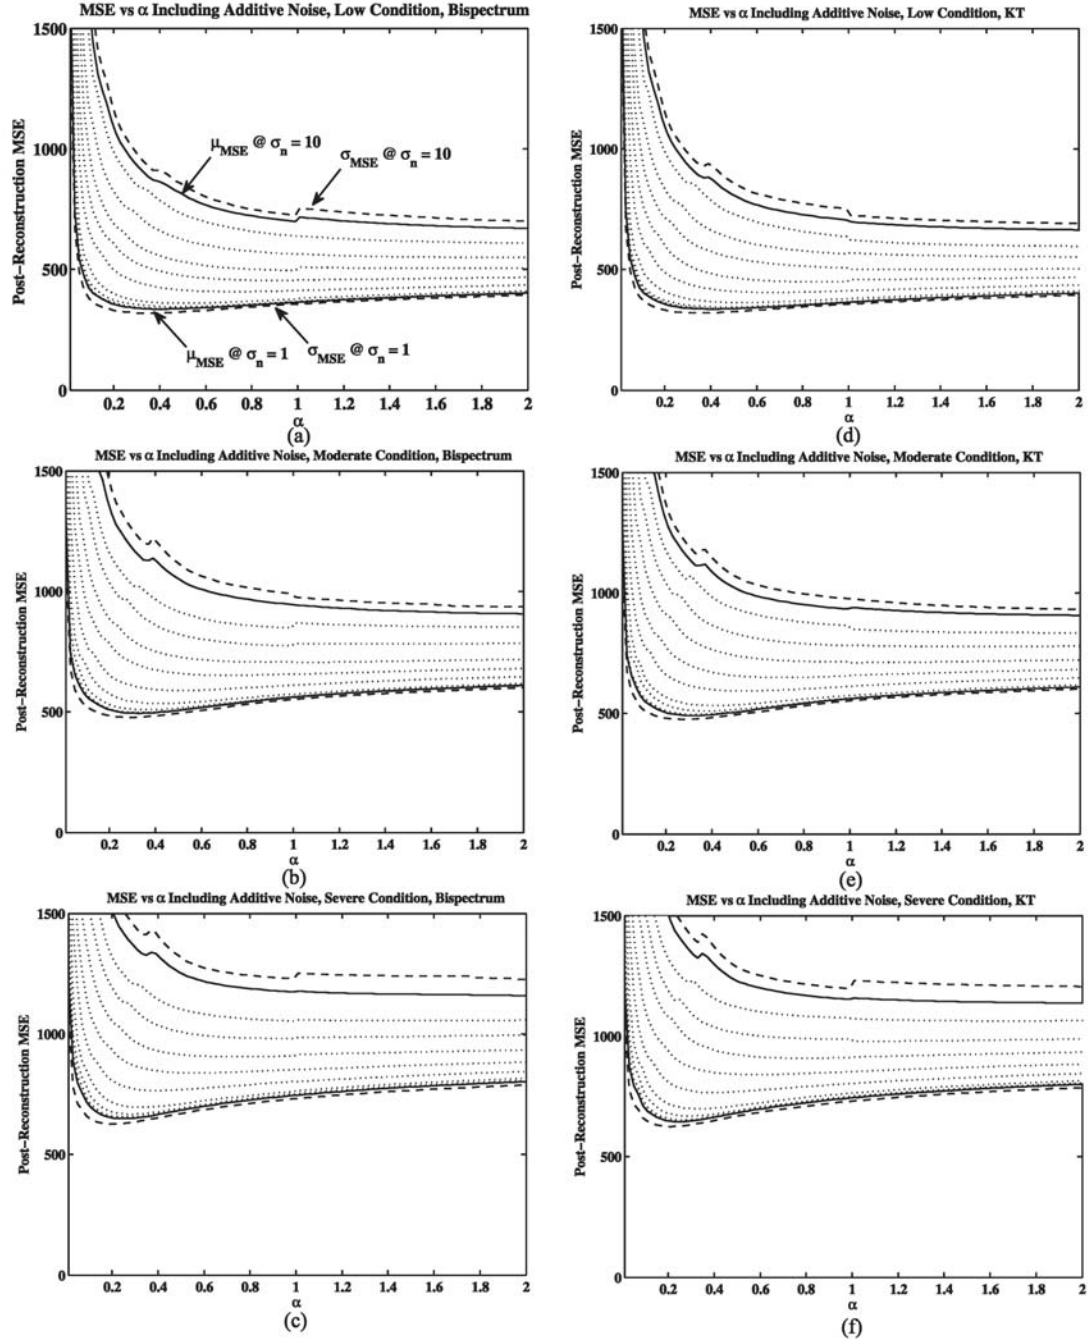 MSE vs α Including Additive Noise, Low Condition, Bispectrum
Post-Reconstruction MSE
1500
1000
500
0
μMSE @ σn = 10
σMSE @ σn = 10
μMSE @ σn = 1
σMSE @ σn = 1
0.2 0.4 0.6 0.8 1 1.2 1.4 1.6 1.8 2
α
(a)
MSE vs α Including Additive Noise, Low Condition, KT
Post-Reconstruction MSE
1500
1000
500
0
0.2 0.4 0.6 0.8 1 1.2 1.4 1.6 1.8 2
α
(d)
MSE vs α Including Additive Noise, Moderate Condition, Bispectrum
Post-Reconstruction MSE
1500
1000
500
0
0.2 0.4 0.6 0.8 1 1.2 1.4 1.6 1.8 2
α
(b)
MSE vs α Including Additive Noise, Moderate Condition, KT
Post-Reconstruction MSE
1500
1000
500
0
0.2 0.4 0.6 0.8 1 1.2 1.4 1.6 1.8 2
α
(e)
MSE vs α Including Additive Noise, Severe Condition, Bispectrum
Post-Reconstruction MSE
1500
1000
500
0
0.2 0.4 0.6 0.8 1 1.2 1.4 1.6 1.8 2
α
(c)
MSE vs α Including Additive Noise, Severe Condition, KT
Post-Reconstruction MSE
1500
1000
500
0
0.2 0.4 0.6 0.8 1 1.2 1.4 1.6 1.8 2
α
(f)